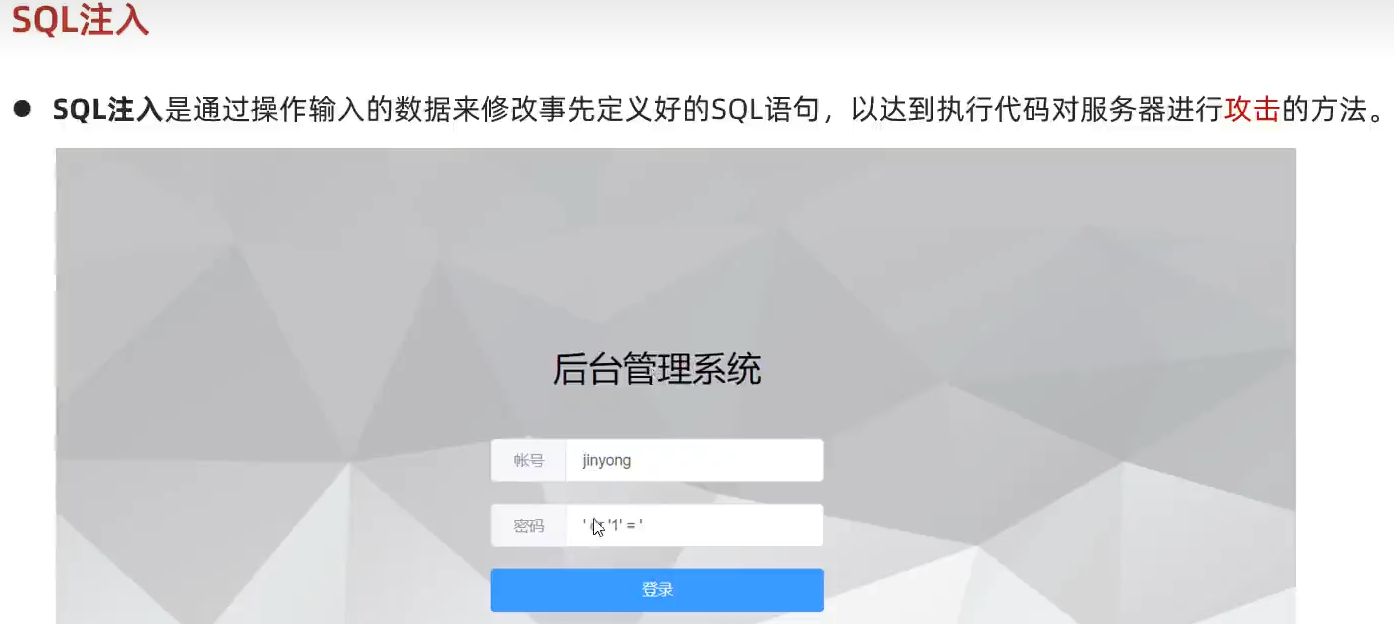 SQL注入
● SQL注入是通过操作输入的数据来修改事先定义好的SQL语句，以达到执行代码对服务器进行攻击的方法。
后台管理系统
帐号 jinyong
密码 ' '1' = '
登录